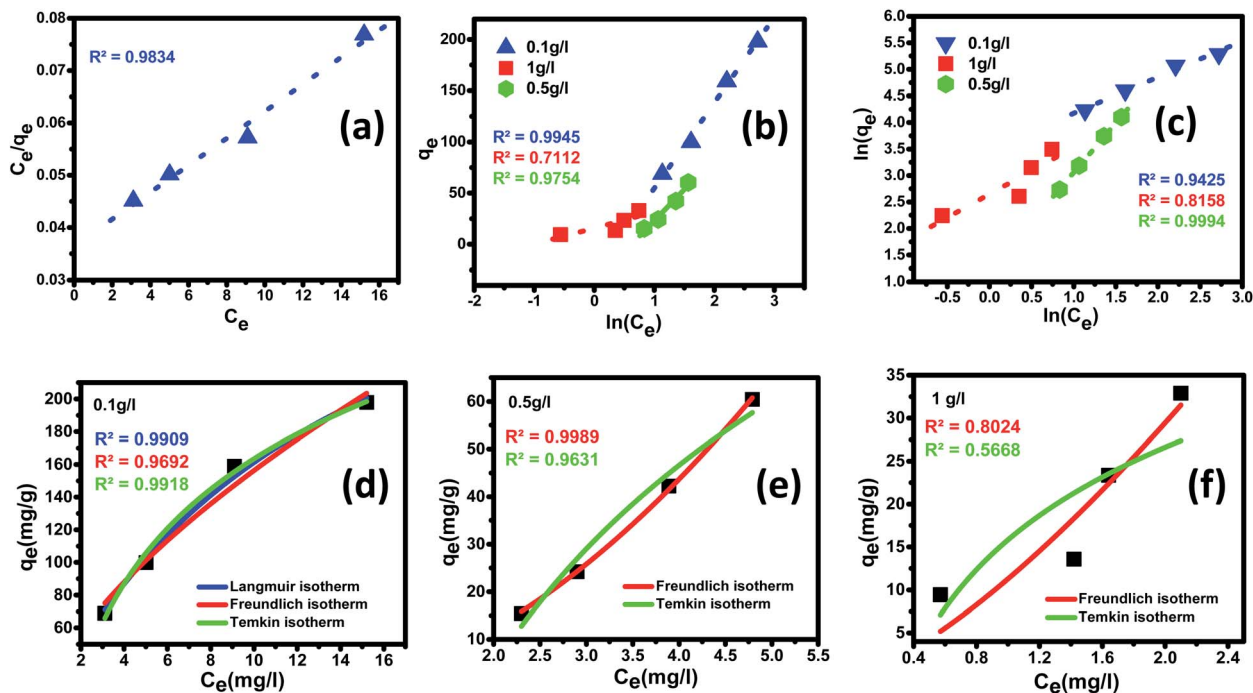 R² = 0.9834
(a)
Cₑ/qₑ
0.08
0.07
0.06
0.05
0.04
0.03
0 2 4 6 8 10 12 14 16
Cₑ
0.1g/l
1g/l
0.5g/l
R² = 0.9945
R² = 0.7112
R² = 0.9754
(b)
qₑ
200
150
100
50
0
-2 -1 0 1 2 3
ln(Cₑ)
0.1g/l
1g/l
0.5g/l
(c)
R² = 0.9425
R² = 0.8158
R² = 0.9994
ln(qₑ)
6.0
5.5
5.0
4.5
4.0
3.5
3.0
2.5
2.0
1.5
1.0
-0.5 0.0 0.5 1.0 1.5 2.0 2.5 3.0
ln(Cₑ)
0.1g/l
R² = 0.9909
R² = 0.9692
R² = 0.9918
(d)
Langmuir isotherm
Freundlich isotherm
Temkin isotherm
qₑ(mg/g)
200
180
160
140
120
100
80
60
2 4 6 8 10 12 14 16
Cₑ(mg/l)
0.5g/l
R² = 0.9989
R² = 0.9631
(e)
Freundlich isotherm
Temkin isotherm
qₑ(mg/g)
60
50
40
30
20
10
2.0 2.5 3.0 3.5 4.0 4.5 5.0 5.5
Cₑ(mg/l)
1 g/l
R² = 0.8024
R² = 0.5668
(f)
Freundlich isotherm
Temkin isotherm
qₑ(mg/g)
35
30
25
20
15
10
5
0.4 0.8 1.2 1.6 2.0 2.4
Cₑ(mg/l)